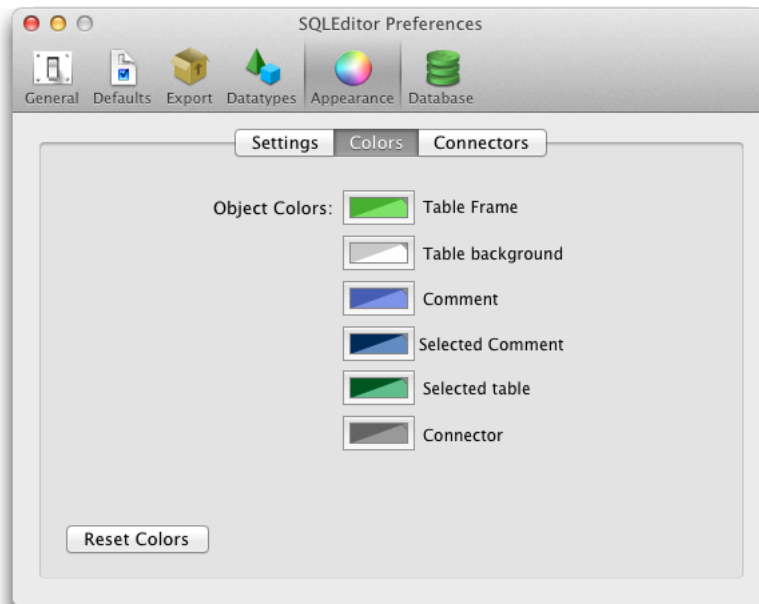 SQLEditor Preferences
General Defaults Export Datatypes Appearance Database
Settings Colors Connectors
Object Colors: Table Frame
Table background
Comment
Selected Comment
Selected table
Connector
Reset Colors